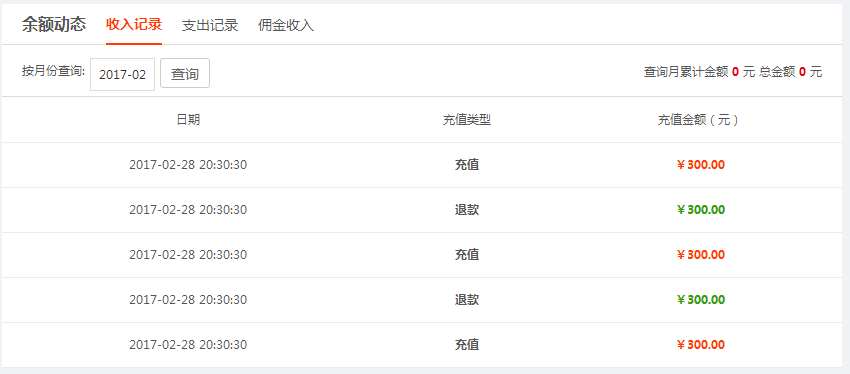 余额动态 收入记录 支出记录 佣金收入
按月份查询: 2017-02 查询 查询月累计金额 0 元 总金额 0 元
日期 充值类型 充值金额（元）
2017-02-28 20:30:30 充值 ￥300.00
2017-02-28 20:30:30 退款 ￥300.00
2017-02-28 20:30:30 充值 ￥300.00
2017-02-28 20:30:30 退款 ￥300.00
2017-02-28 20:30:30 充值 ￥300.00